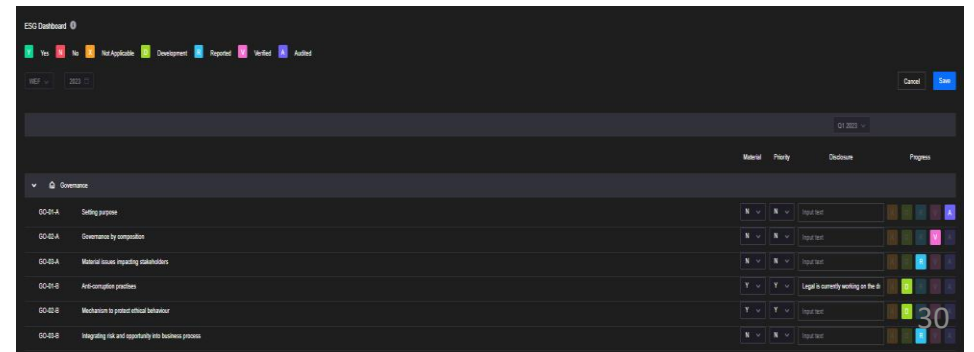 ESG Dashboard
Y Yes N No X Not Applicable D Development R Reported V Verified A Audited
WEF 2023 Cancel Save
Q1 2023
Material Priority Disclosure Progress
Governance
GO-01-A Setting purpose N N Input text A
GO-02-A Governance by composition N N Input text V
GO-03-A Material issues impacting stakeholders N N Input text R
GO-01-B Anti-corruption practises Y Y Legal is currently working on the di D
GO-02-B Mechanism to protect ethical behaviour Y Y Input text D
GO-03-B Integrating risk and opportunity into business process N N Input text R
30